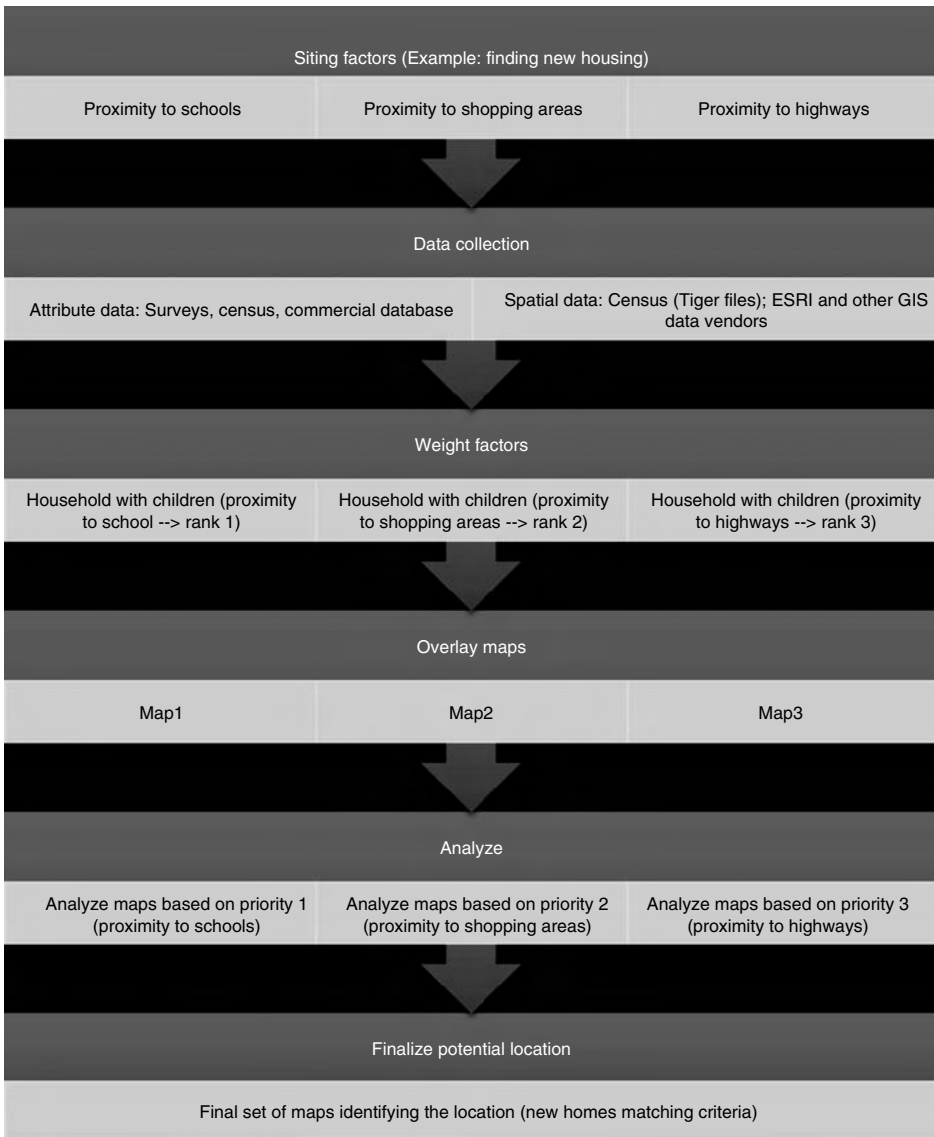 Siting factors (Example: finding new housing)
Proximity to schools
Proximity to shopping areas
Proximity to highways
Data collection
Attribute data: Surveys, census, commercial database
Spatial data: Census (Tiger files); ESRI and other GIS
data vendors
Weight factors
Household with children (proximity
to school --> rank 1)
Household with children (proximity
to shopping areas --> rank 2)
Household with children (proximity
to highways --> rank 3)
Overlay maps
Map1
Map2
Map3
Analyze
Analyze maps based on priority 1
(proximity to schools)
Analyze maps based on priority 2
(proximity to shopping areas)
Analyze maps based on priority 3
(proximity to highways)
Finalize potential location
Final set of maps identifying the location (new homes matching criteria)